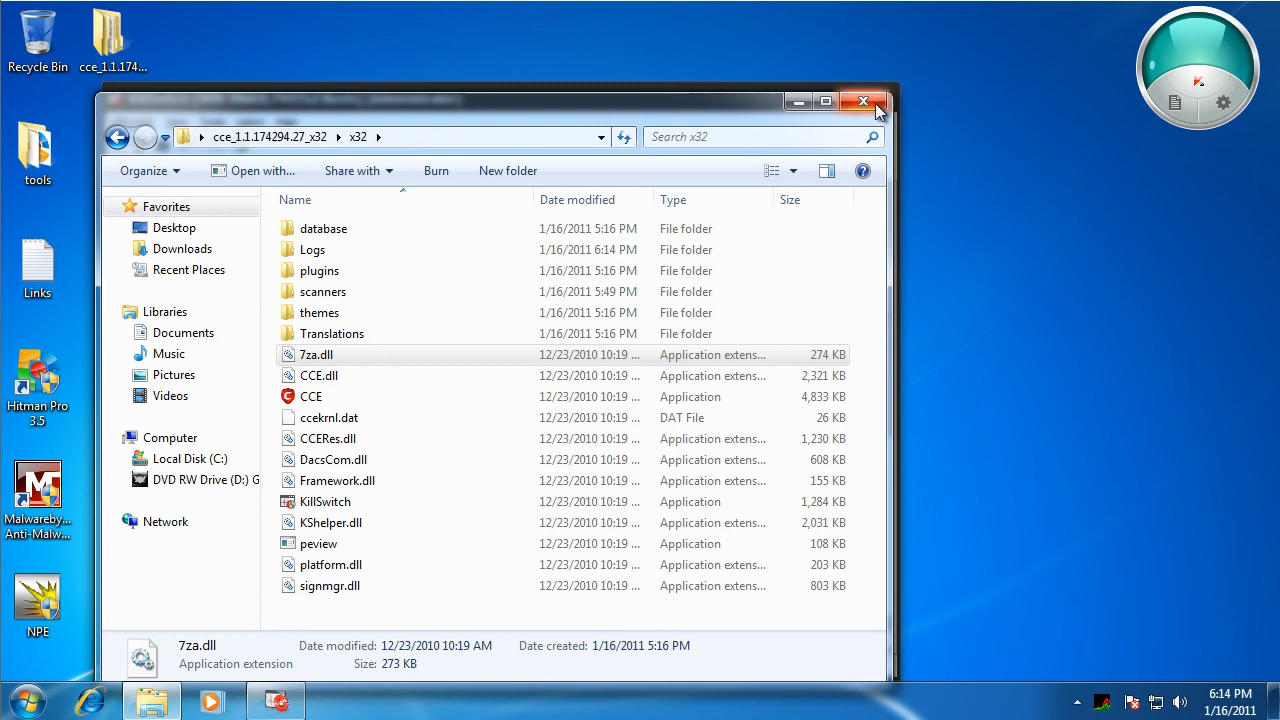 Recycle Bin
cce_1.1.174...
tools
Links
Hitman Pro
3.5
Malwareby...
Anti-Malw...
NPE
cce_1.1.174294.27_x32
x32
Search x32
Organize
Open with...
Share with
Burn
New folder
Favorites
Desktop
Downloads
Recent Places
Libraries
Documents
Music
Pictures
Videos
Computer
Local Disk (C:)
DVD RW Drive (D:) G
Network
Name Date modified Type Size
database 1/16/2011 5:16 PM File folder
Logs 1/16/2011 6:14 PM File folder
plugins 1/16/2011 5:16 PM File folder
scanners 1/16/2011 5:49 PM File folder
themes 1/16/2011 5:16 PM File folder
Translations 1/16/2011 5:16 PM File folder
7za.dll 12/23/2010 10:19 ... Application extens... 274 KB
CCE.dll 12/23/2010 10:19 ... Application extens... 2,321 KB
CCE 12/23/2010 10:19 ... Application 4,833 KB
ccekrnl.dat 12/23/2010 10:19 ... DAT File 26 KB
CCERes.dll 12/23/2010 10:19 ... Application extens... 1,230 KB
DacsCom.dll 12/23/2010 10:19 ... Application extens... 608 KB
Framework.dll 12/23/2010 10:19 ... Application extens... 155 KB
KillSwitch 12/23/2010 10:19 ... Application 1,284 KB
KShelper.dll 12/23/2010 10:19 ... Application extens... 2,031 KB
peview 12/23/2010 10:19 ... Application 108 KB
platform.dll 12/23/2010 10:19 ... Application extens... 203 KB
signmgr.dll 12/23/2010 10:19 ... Application extens... 803 KB
7za.dll Date modified: 12/23/2010 10:19 AM Date created: 1/16/2011 5:16 PM
Application extension Size: 273 KB
6:14 PM
1/16/2011